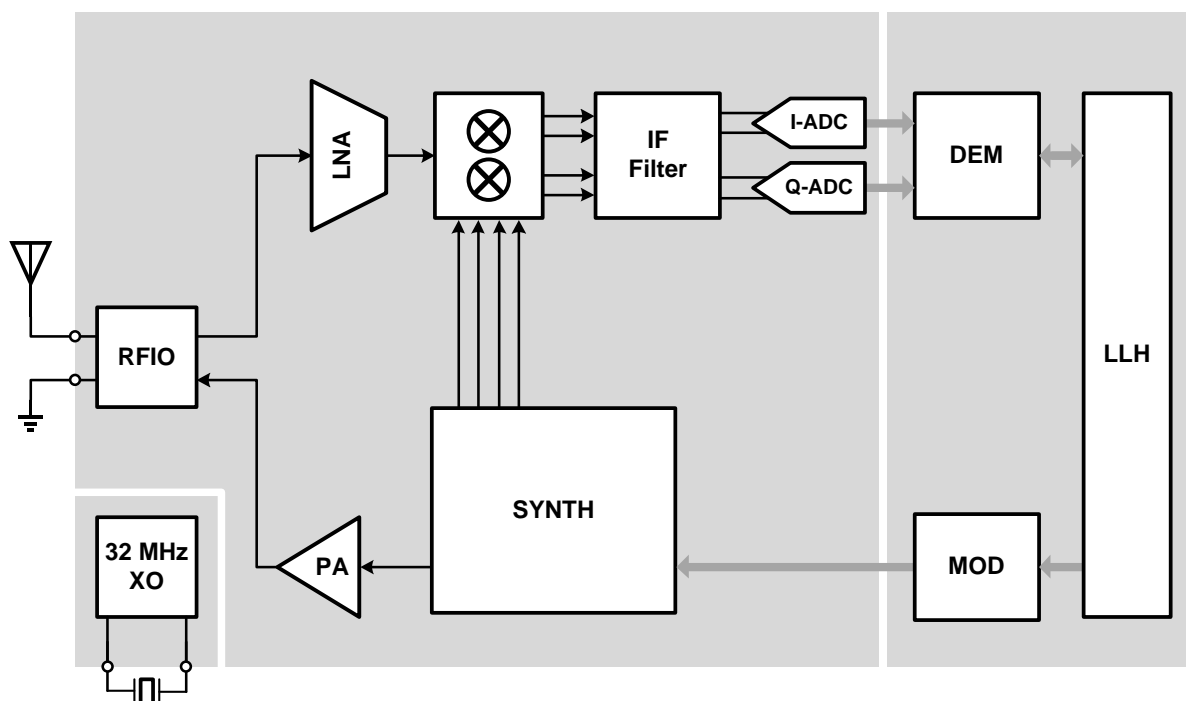 LNA
IF
Filter
I-ADC
Q-ADC
DEM
LLH
RFIO
SYNTH
32 MHz
XO
PA
MOD